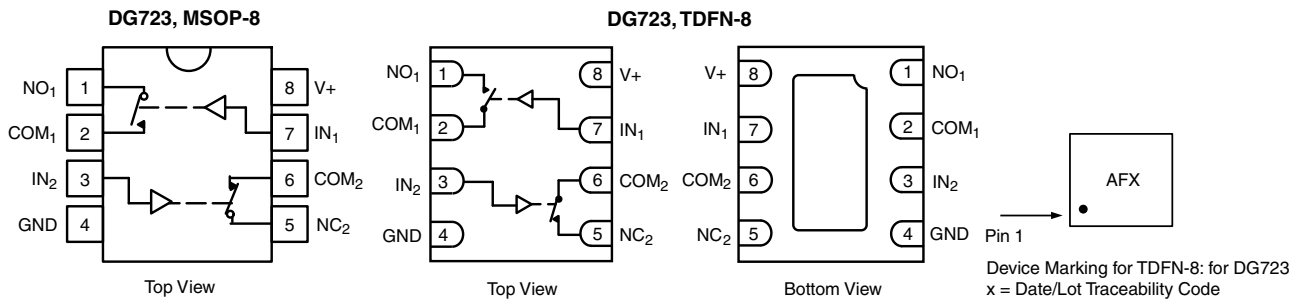 DG723, MSOP-8
NO1 1
8 V+
COM1 2
7 IN1
IN2 3
6 COM2
GND 4
5 NC2
Top View
DG723, TDFN-8
NO1 1
8 V+
COM1 2
7 IN1
IN2 3
6 COM2
GND 4
5 NC2
Top View
V+ 8
1 NO1
IN1 7
2 COM1
COM2 6
3 IN2
NC2 5
4 GND
Bottom View
AFX
Pin 1
Device Marking for TDFN-8: for DG723
x = Date/Lot Traceability Code